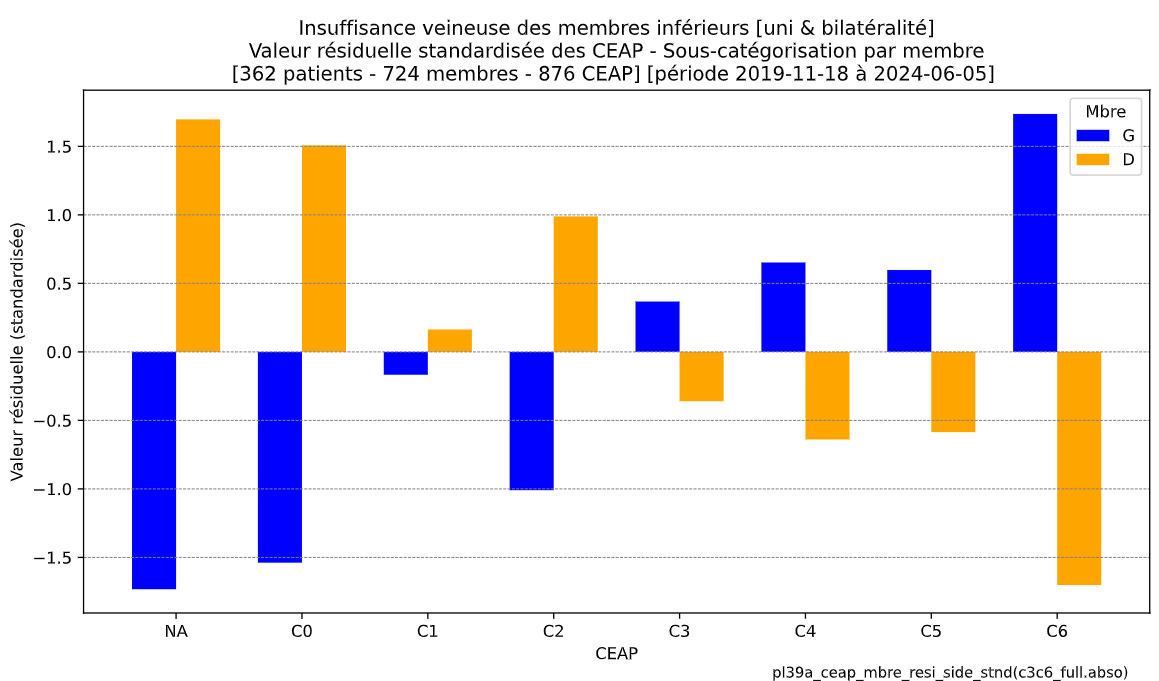 Insuffisance veineuse des membres inférieurs [uni & bilatéralité]
Valeur résiduelle standardisée des CEAP - Sous-catégorisation par membre
[362 patients - 724 membres - 876 CEAP] [période 2019-11-18 à 2024-06-05]
Mbre
G
D
Valeur résiduelle (standardisée)
1.5
1.0
0.5
0.0
−0.5
−1.0
−1.5
NA C0 C1 C2 C3 C4 C5 C6
CEAP
pl39a_ceap_mbre_resi_side_stnd(c3c6_full.abso)